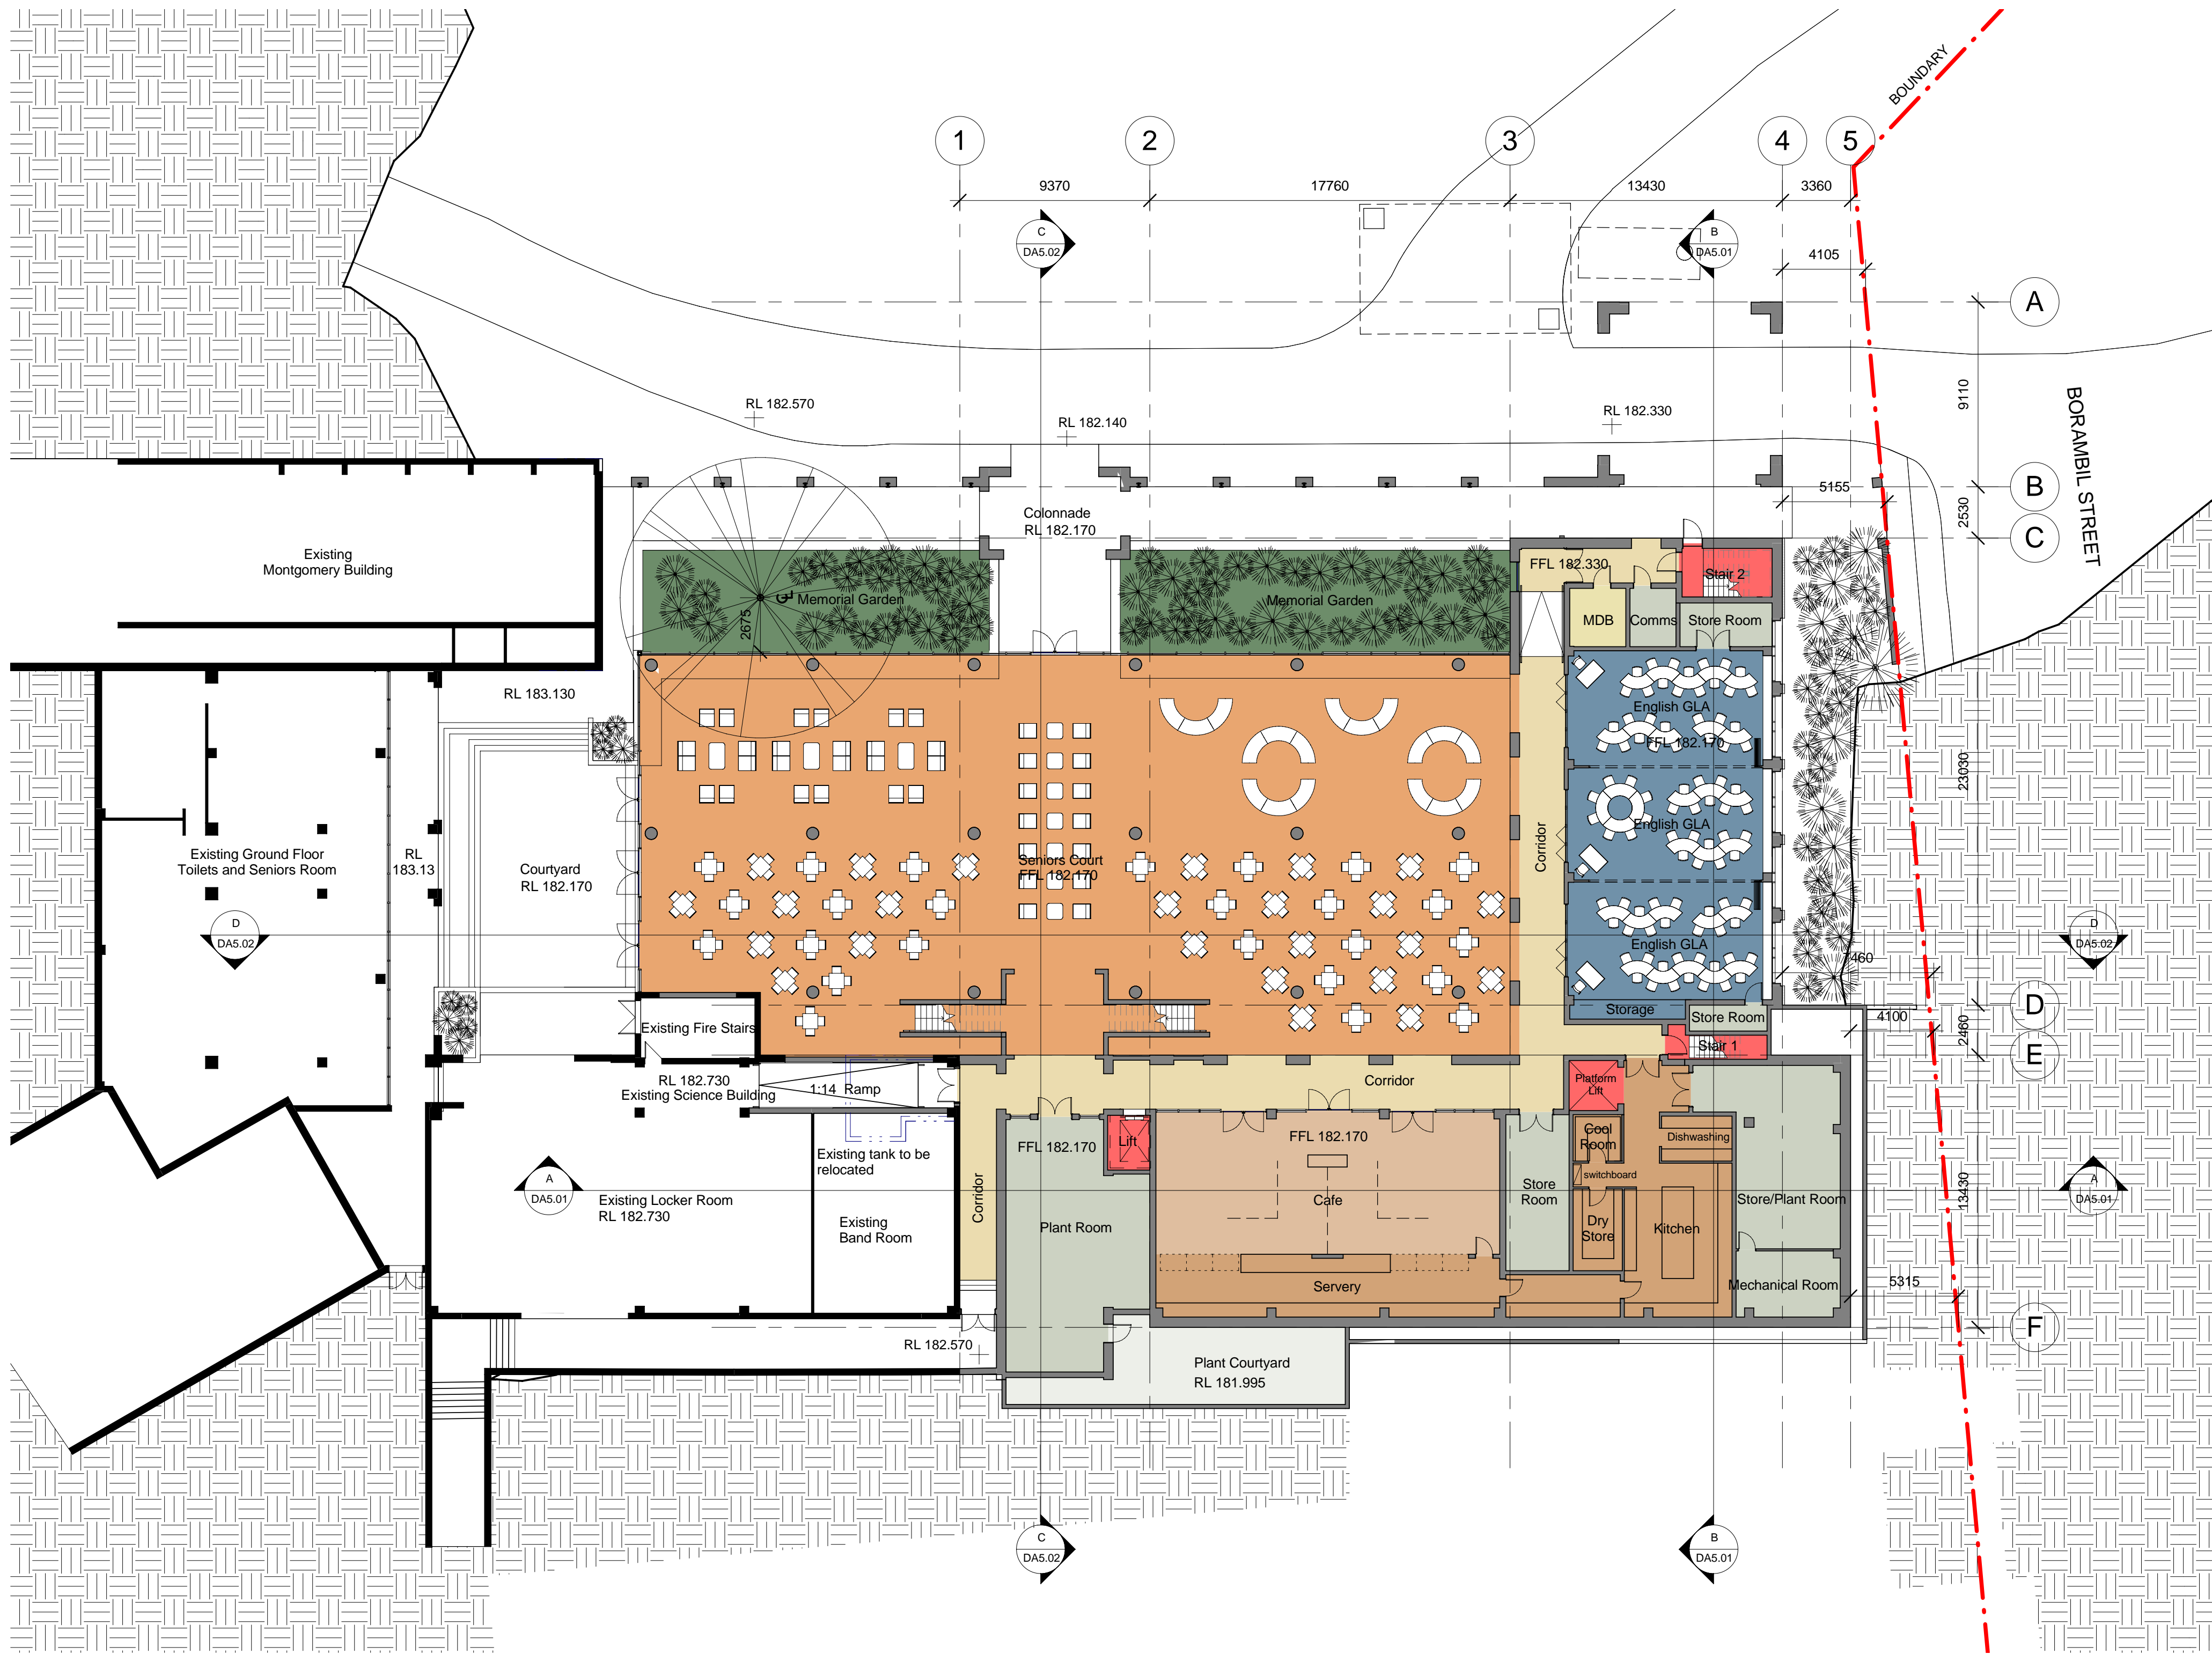 BOUNDARY
1
2
3
4
5
9370
17760
13430
3360
C
DA5.02
B
DA5.01
4105
A
9110
RL 182.570
RL 182.140
RL 182.330
BORAMBIL STREET
5155
B
2530
C
Colonnade
RL 182.170
Existing
Montgomery Building
FFL 182.330
Stair 2
2675
Memorial Garden
Memorial Garden
MDB
Comms
Store Room
RL 183.130
English GLA
FFL 182.170
23030
English GLA
Corridor
Existing Ground Floor
Toilets and Seniors Room
RL
183.13
Courtyard
RL 182.170
Seniors Court
FFL 182.170
D
DA5.02
D
DA5.02
English GLA
7460
D
Storage
Store Room
4100
2460
Existing Fire Stairs
Stair 1
E
RL 182.730
Existing Science Building
1:14 Ramp
Corridor
Platform
Lift
Lift
FFL 182.170
FFL 182.170
Cool
Room
Dishwashing
Existing tank to be
relocated
switchboard
A
DA5.01
A
DA5.01
Existing Locker Room
RL 182.730
Corridor
Cafe
Store
Room
Store/Plant Room
13430
Existing
Band Room
Plant Room
Dry
Store
Kitchen
Servery
Mechanical Room
5315
F
RL 182.570
Plant Courtyard
RL 181.995
C
DA5.02
B
DA5.01